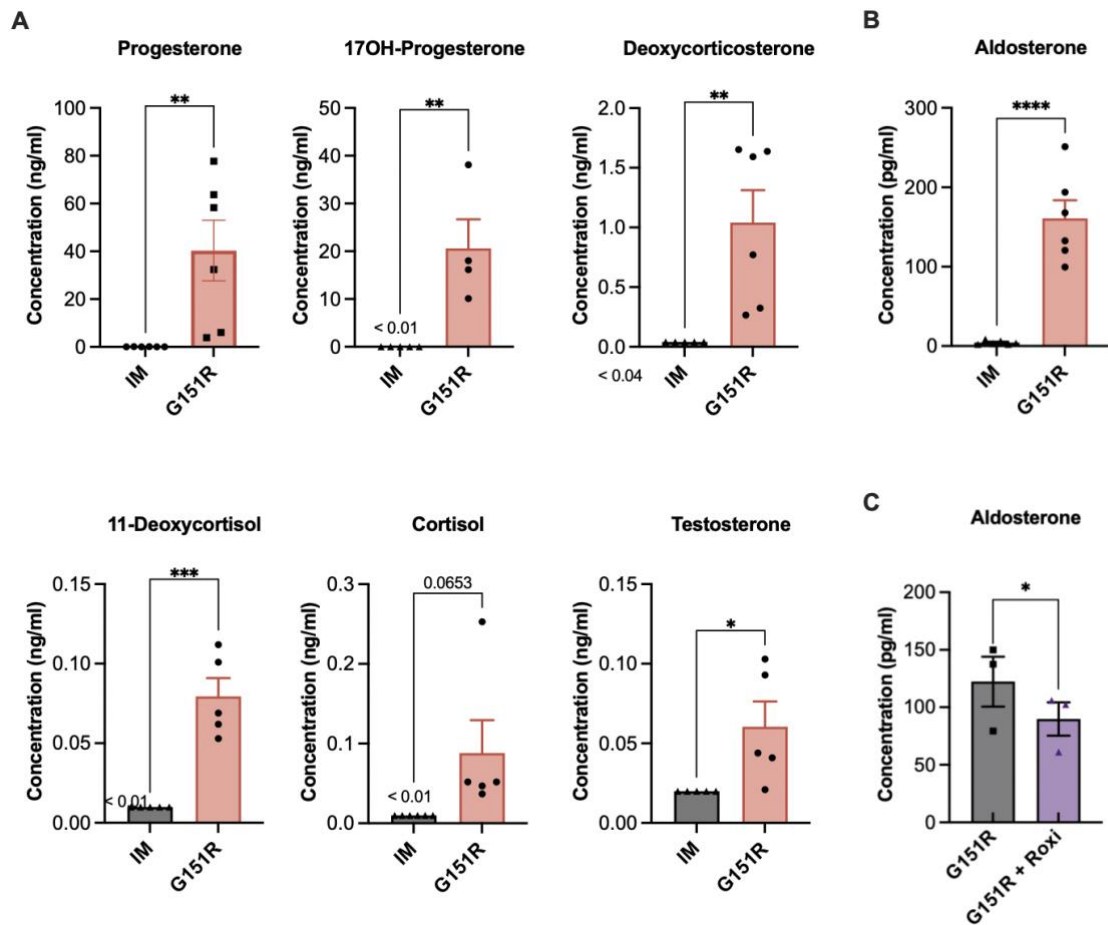 A
Progesterone
**
Concentration (ng/ml)
100
80
60
40
20
0
IM
G151R
17OH-Progesterone
**
Concentration (ng/ml)
50
40
30
20
10
0
< 0.01
IM
G151R
Deoxycorticosterone
**
Concentration (ng/ml)
2.0
1.5
1.0
0.5
0.0
< 0.04
IM
G151R
B
Aldosterone
****
Concentration (pg/ml)
300
200
100
0
IM
G151R
11-Deoxycortisol
***
Concentration (ng/ml)
0.15
0.10
0.05
0.00
< 0.01
IM
G151R
Cortisol
0.0653
Concentration (ng/ml)
0.3
0.2
0.1
0.0
< 0.01
IM
G151R
Testosterone
*
Concentration (ng/ml)
0.15
0.10
0.05
0.00
IM
G151R
C
Aldosterone
*
Concentration (pg/ml)
200
150
100
50
0
G151R
G151R + Roxi